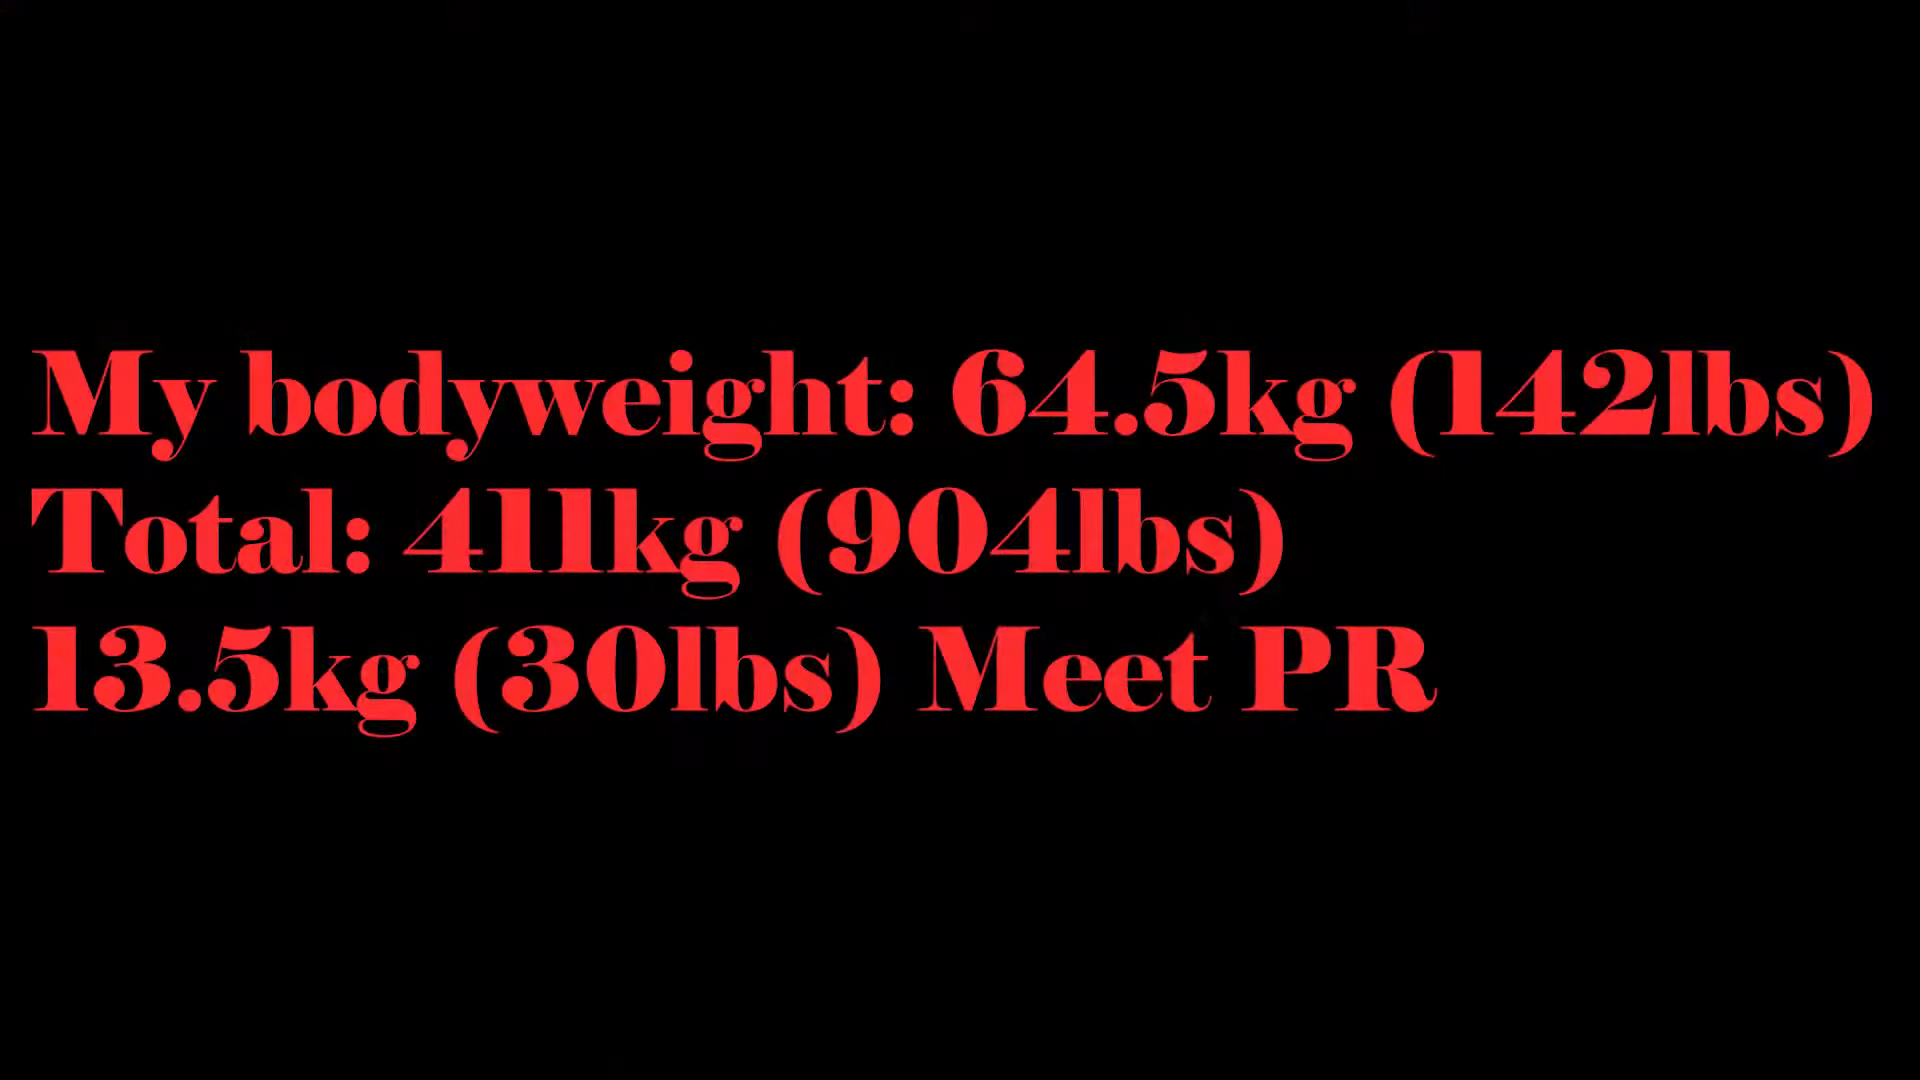 My bodyweight: 64.5kg (142lbs)
Total: 411kg (904lbs)
13.5kg (30lbs) Meet PR